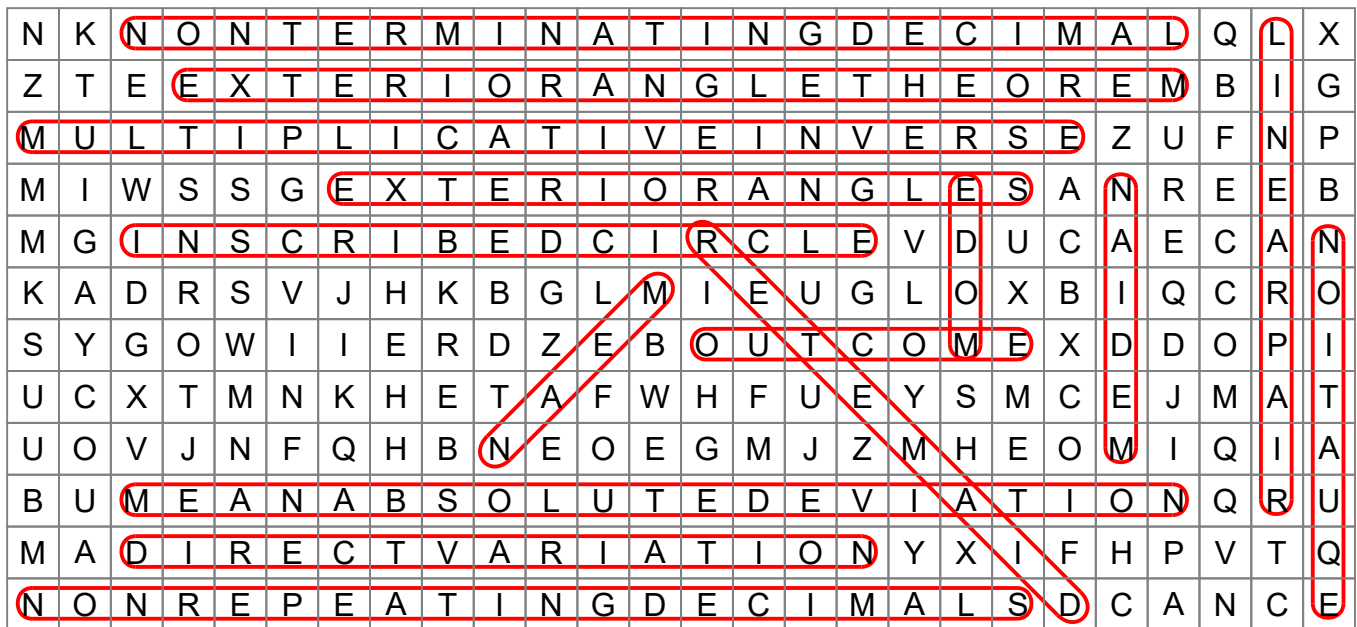 N K N O N T E R M I N A T I N G D E C I M A L Q L X
Z T E E X T E R I O R A N G L E T H E O R E M B I G
M U L T I P L I C A T I V E I N V E R S E Z U F N P
M I W S S G E X T E R I O R A N G L E S A N R E E B
M G I N S C R I B E D C I R C L E V D U C A E C A N
K A D R S V J H K B G L M I E U G L O X B I Q C R O
S Y G O W I I E R D Z E B O U T C O M E X D D O P I
U C X T M N K H E T A F W H F U E Y S M C E J M A T
U O V J N F Q H B N E O E G M J Z M H E O M I Q I A
B U M E A N A B S O L U T E D E V I A T I O N Q R U
M A D I R E C T V A R I A T I O N Y X I F H P V T Q
N O N R E P E A T I N G D E C I M A L S D C A N C E